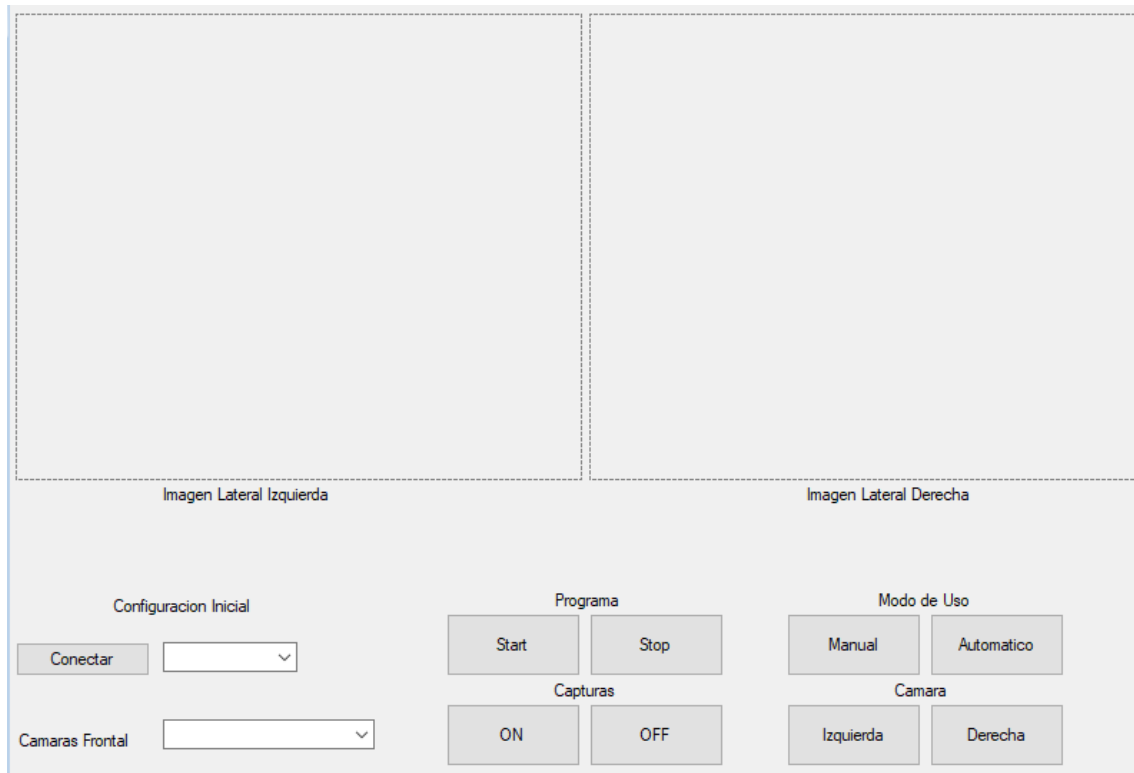 Imagen Lateral Izquierda
Imagen Lateral Derecha
Configuracion Inicial
Conectar
Camaras Frontal
Programa
Start
Stop
Capturas
ON
OFF
Modo de Uso
Manual
Automatico
Camara
Izquierda
Derecha